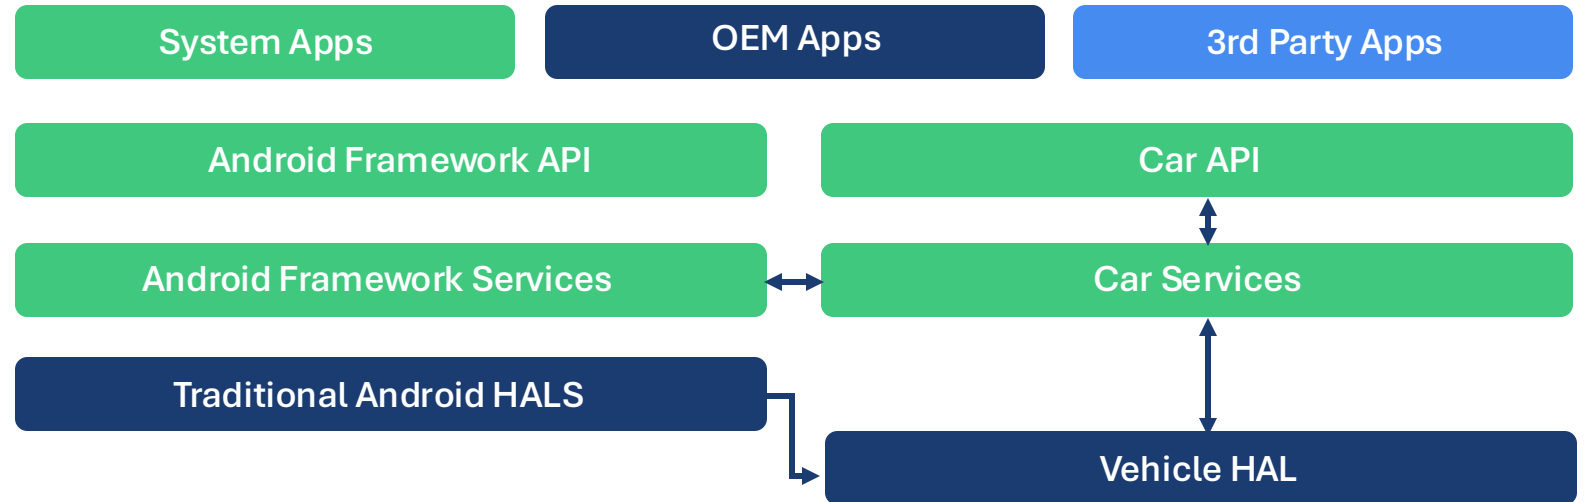 System Apps
OEM Apps
3rd Party Apps
Android Framework API
Car API
Android Framework Services
Car Services
Traditional Android HALS
Vehicle HAL